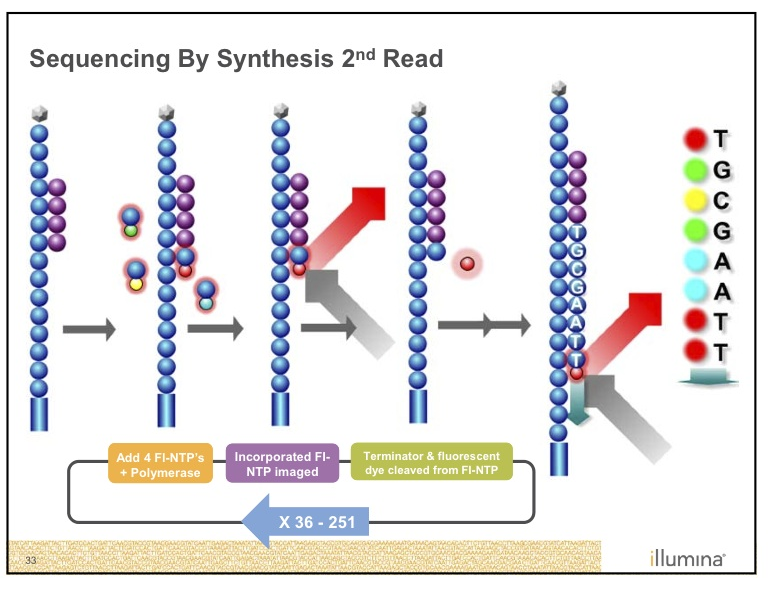 Sequencing By Synthesis 2nd Read
T
G
C
G
A
A
T
T
T
G
C
G
A
A
T
T
Add 4 Fl-NTP's
+ Polymerase
Incorporated Fl-
NTP imaged
Terminator & fluorescent
dye cleaved from Fl-NTP
X 36 - 251
33
illumina®